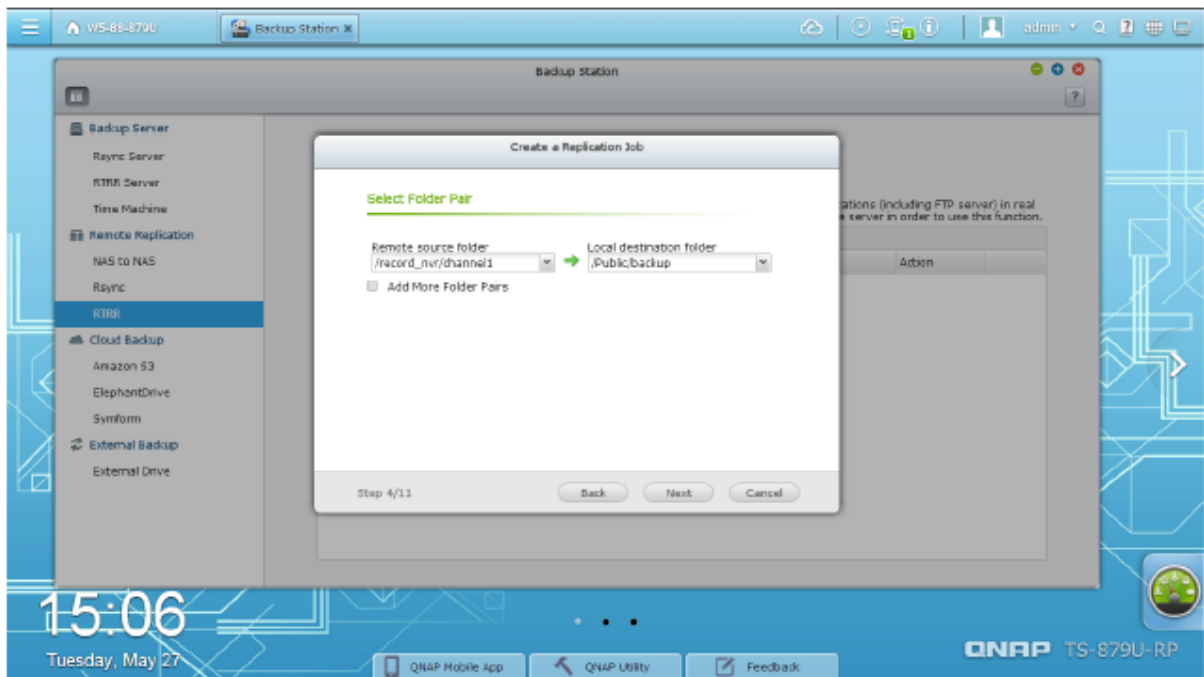 WS-88-879U
Backup Station
1
admin
Backup Station
?
Backup Server
Rsync Server
RTRR Server
Time Machine
Remote Replication
NAS to NAS
Rsync
RTRR
Cloud Backup
Amazon S3
ElephantDrive
Symform
External Backup
External Drive
ations (including FTP server) in real
server in order to use this function.
Action
Create a Replication Job
Select Folder Pair
Remote source folder
Local destination folder
/record_nvr/channel1
/Public/backup
Add More Folder Pairs
Step 4/11
Back
Next
Cancel
15:06
Tuesday, May 27
QNAP Mobile App
QNAP Utility
Feedback
QNAP TS-879U-RP